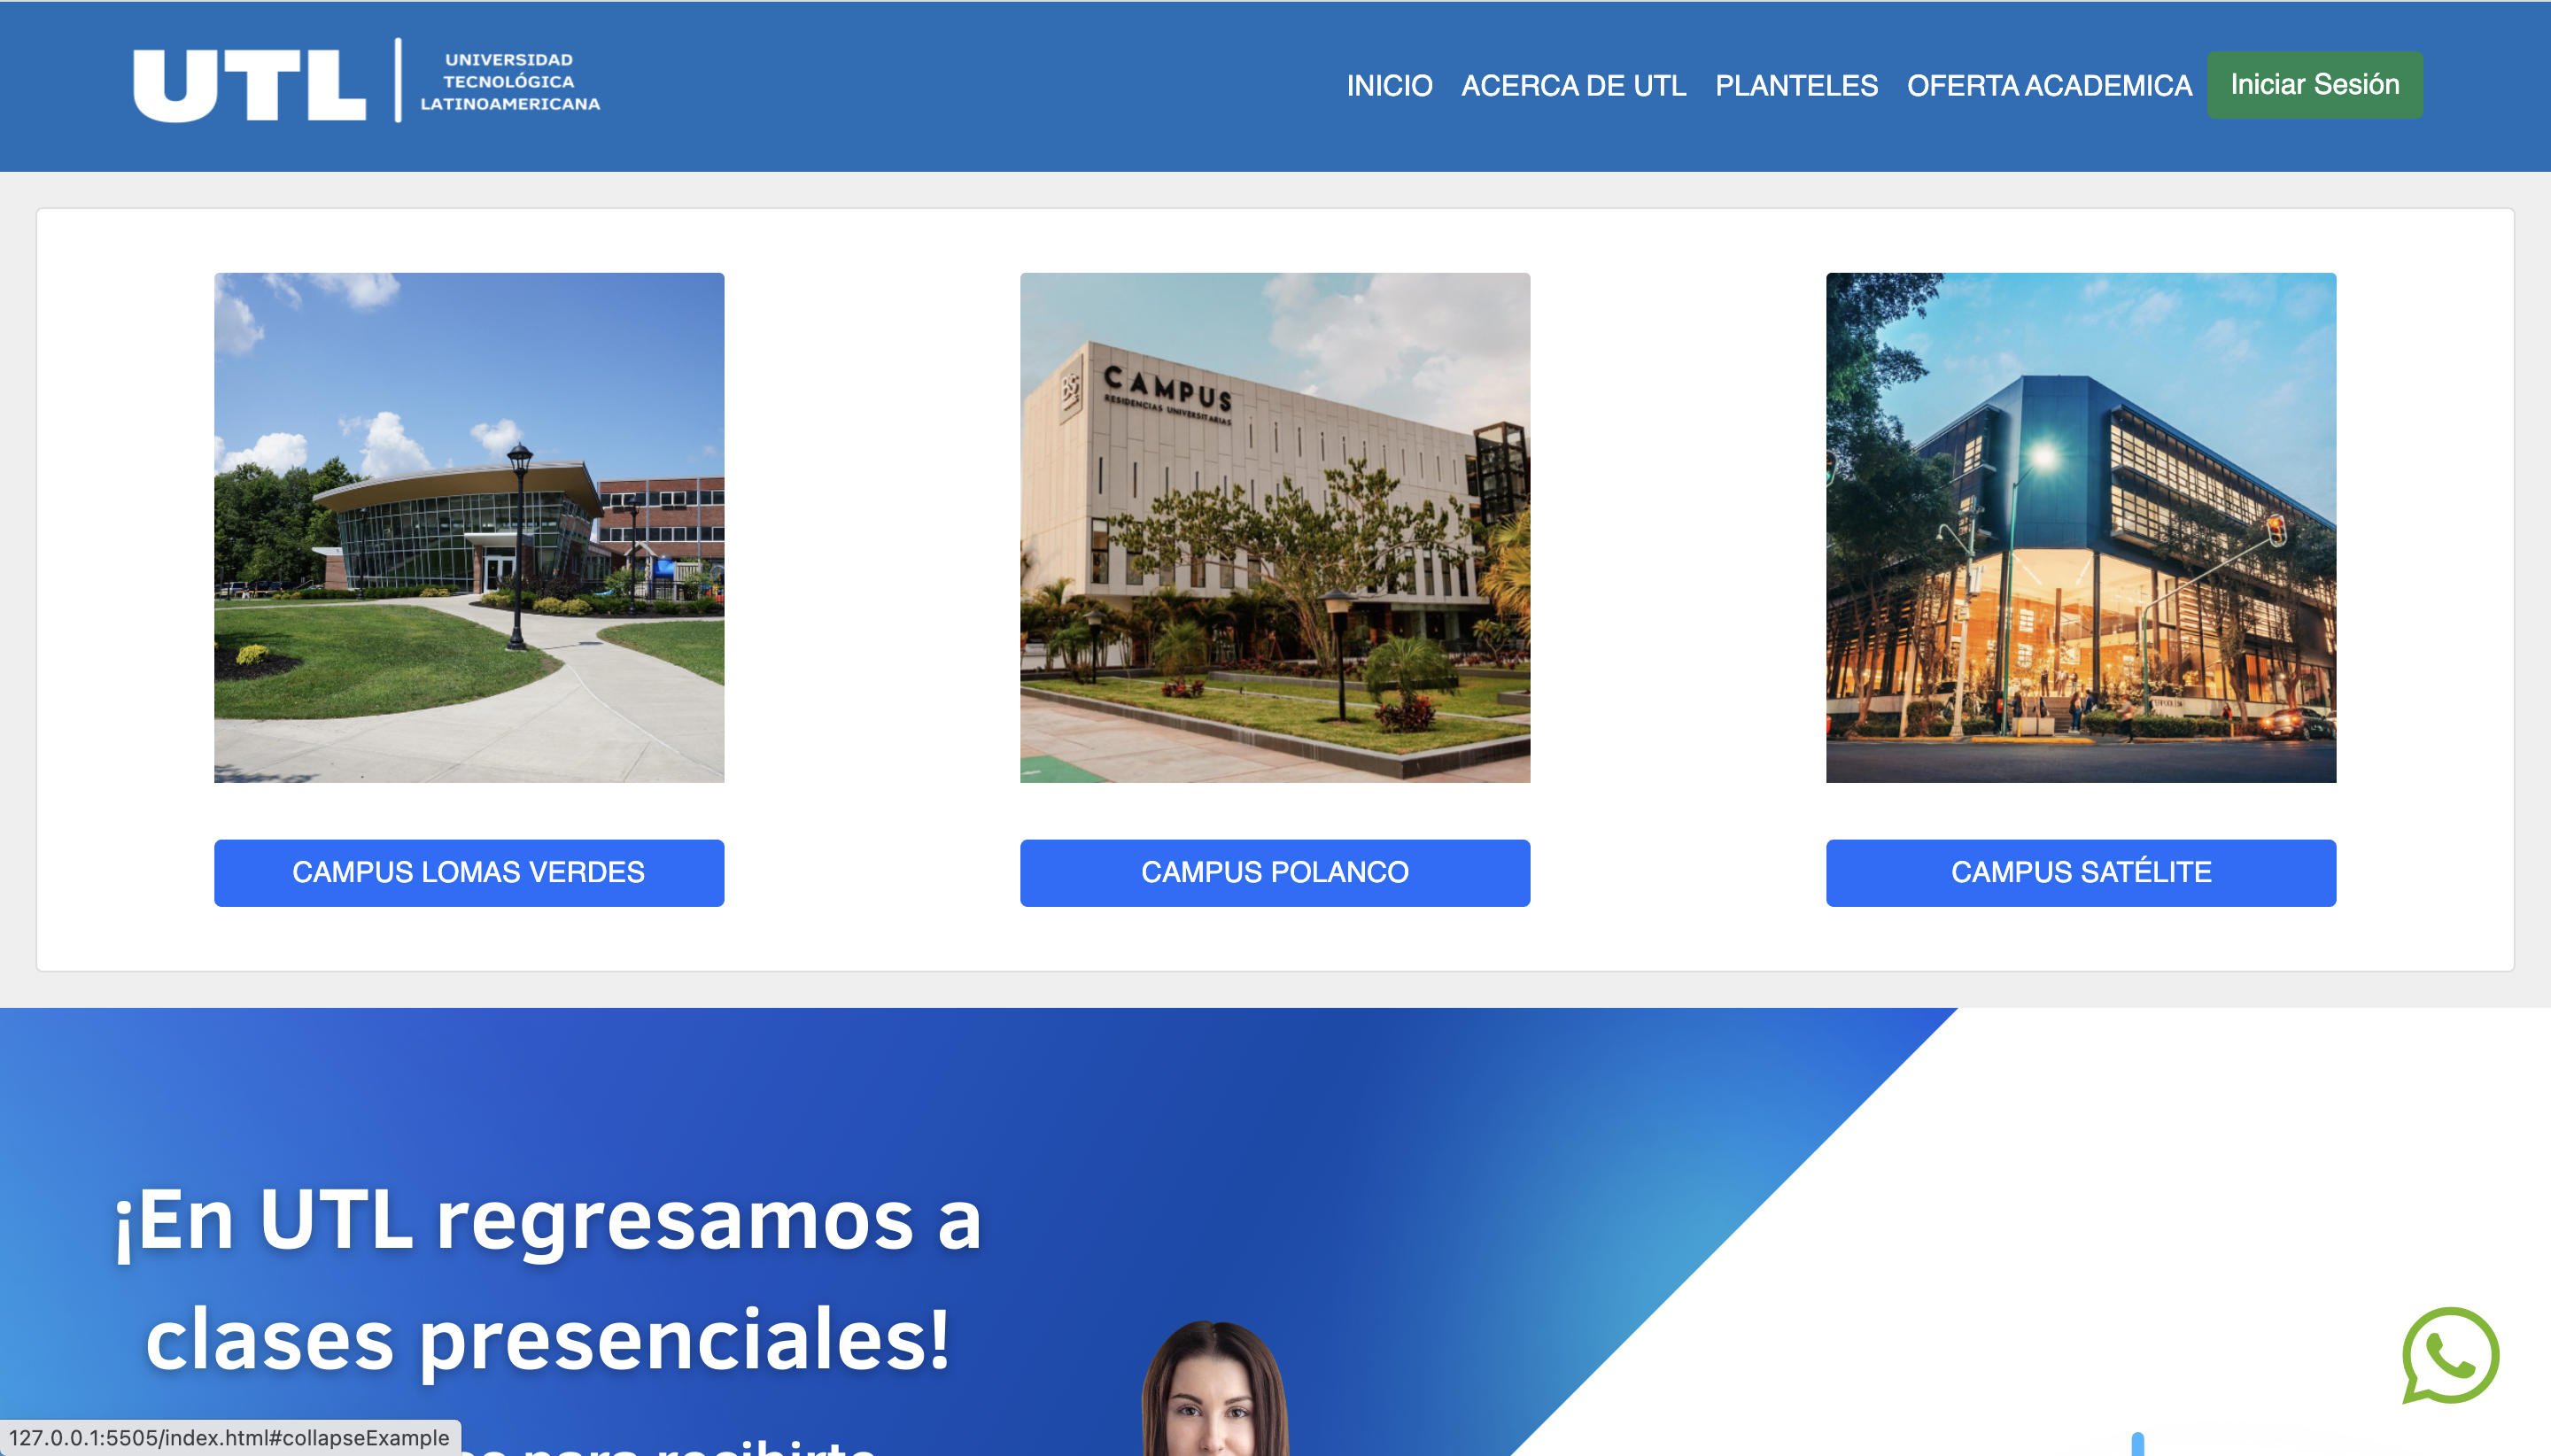 UTL
UNIVERSIDAD
TECNOLÓGICA
LATINOAMERICANA
INICIO ACERCA DE UTL PLANTELES OFERTA ACADEMICA Iniciar Sesión
CAMPUS
RESIDENCIAS UNIVERSITARIAS
CAMPUS LOMAS VERDES
CAMPUS POLANCO
CAMPUS SATÉLITE
¡En UTL regresamos a
clases presenciales!
para recibirte
127.0.0.1:5505/index.html#collapseExample